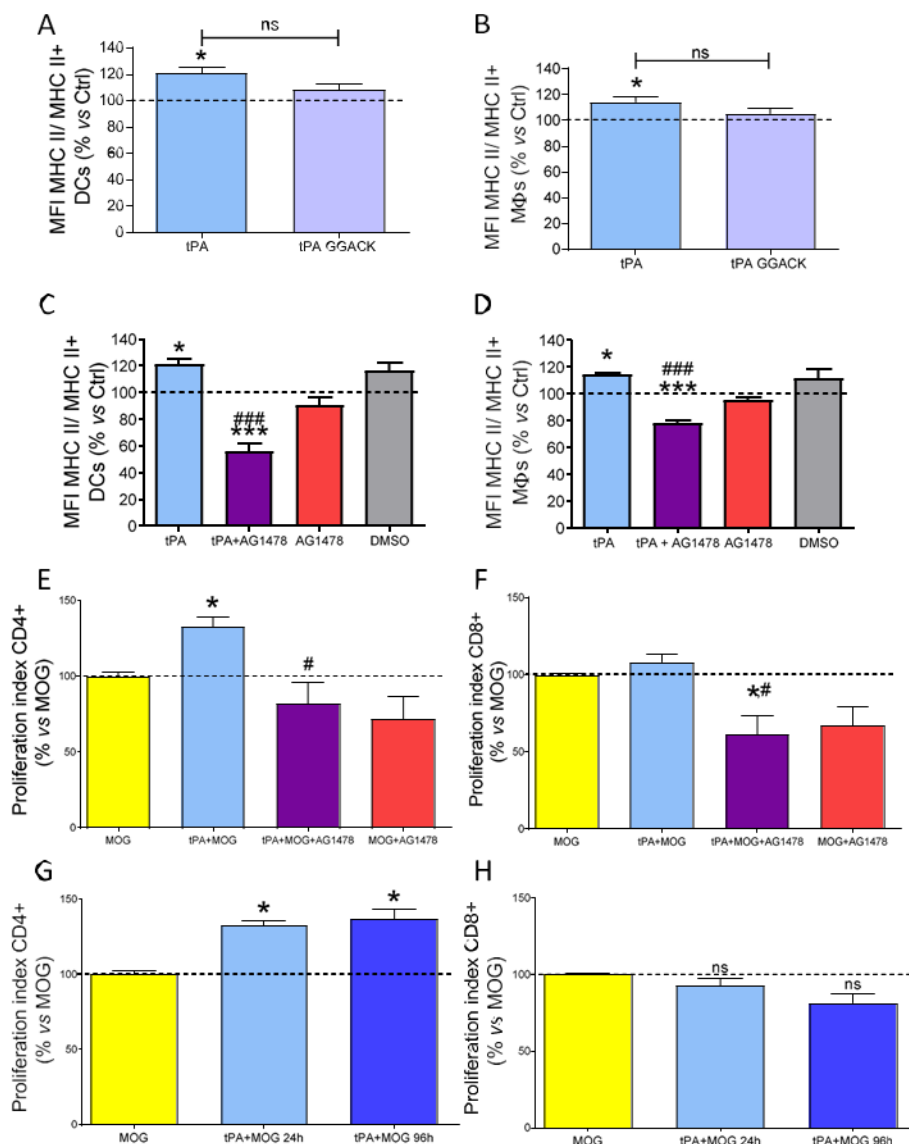 A
ns
*
140
120
100
80
60
40
20
0
MFI MHC II/ MHC II+
DCs (% vs Ctrl)
tPA
tPA GGACK
B
ns
*
140
120
100
80
60
40
20
0
MFI MHC II/ MHC II+
MΦs (% vs Ctrl)
tPA
tPA GGACK
C
*
###
***
140
120
100
80
60
40
20
0
MFI MHC II/ MHC II+
DCs (% vs Ctrl)
tPA
tPA+AG1478
AG1478
DMSO
D
*
###
***
140
120
100
80
60
40
20
0
MFI MHC II/ MHC II+
MΦs (% vs Ctrl)
tPA
tPA + AG1478
AG1478
DMSO
E
*
#
150
100
50
0
Proliferation index CD4+
(% vs MOG)
MOG
tPA+MOG
tPA+MOG+AG1478
MOG+AG1478
F
*#
150
100
50
0
Proliferation index CD8+
(% vs MOG)
MOG
tPA+MOG
tPA+MOG+AG1478
MOG+AG1478
G
*
*
150
100
50
0
Proliferation index CD4+
(% vs MOG)
MOG
tPA+MOG 24h
tPA+MOG 96h
H
ns
ns
150
100
50
0
Proliferation index CD8+
(% vs MOG)
MOG
tPA+MOG 24h
tPA+MOG 96h